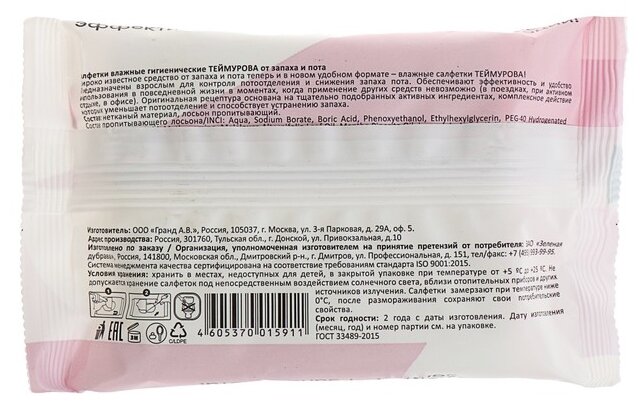 Салфетки влажные гигиенические ТЕЙМУРОВА от запаха и пота
Широко известное средство от запаха и пота теперь и в новом удобном формате – влажные салфетки ТЕЙМУРОВА!
Предназначены взрослым для контроля потоотделения и снижения запаха пота. Обеспечивают эффективность и удобство
использования в повседневной жизни в моментах, когда применение других средств невозможно (в поездках, при активном
отдыхе, в офисе). Оригинальная рецептура основана на тщательно подобранных активных ингредиентах, комплексное действие
которых уменьшает потоотделение и способствует устранению запаха.
Состав: нетканый материал, лосьон пропитывающий.
Состав пропитывающего лосьона/INCI: Aqua, Sodium Borate, Boric Acid, Phenoxyethanol, Ethylhexylglycerin, PEG-40 Hydrogenated
Изготовитель: ООО «Гранд А.В.», Россия, 105037, г. Москва, ул. 3-я Парковая, д. 29А, оф. 5.
Адрес производства: Россия, 301760, Тульская обл., г. Донской, ул. Привокзальная, д.10
Изготовлено по заказу / Организация, уполномоченная изготовителем на принятие претензий от потребителя: ЗАО «Зеленая
дубрава», Россия, 141800, Московская обл., Дмитровский р-н., г. Дмитров, ул. Профессиональная, д. 151, тел/факс: +7 (495) 993-99-95.
Система менеджмента качества сертифицирована на соответствие требованиям стандарта ISO 9001:2015.
Условия хранения: хранить в местах, недоступных для детей, в закрытой упаковке при температуре от +5 °C до +25 °C. Не
допускается хранение салфеток под непосредственным воздействием солнечного света, вблизи отопительных приборов и других
источников излучения. Салфетки замерзают при температуре ниже
0°С, после размораживания сохраняют свои потребительские
свойства.
Срок годности: 2 года с даты изготовления. Дату изготовления
(месяц, год) и номер партии см. на упаковке.
ГОСТ 33489-2015
1 2
EAC
C/LDPE
4 605370 015911